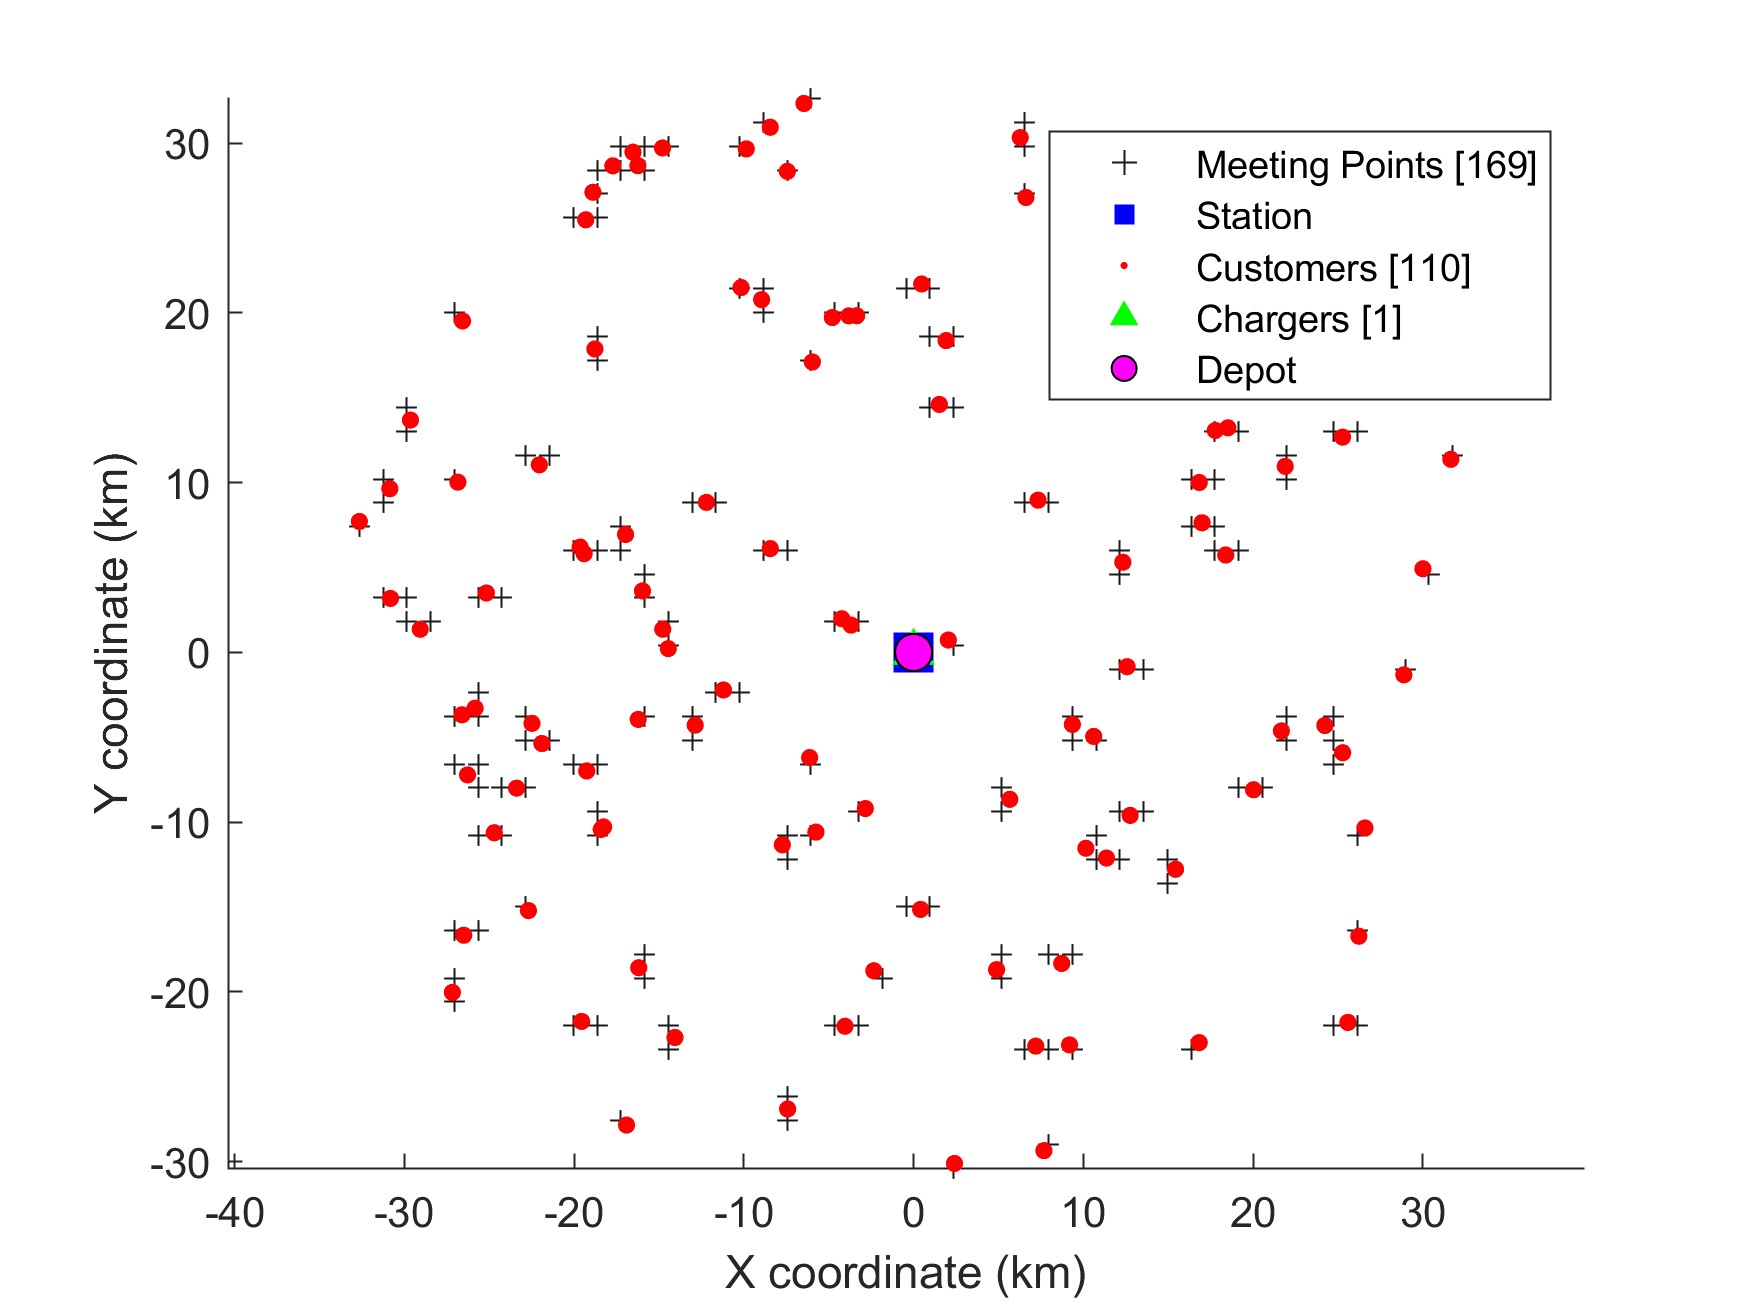 30
20
10
0
-10
-20
-30
-40
-30
-20
-10
0
10
20
30
X coordinate (km)
Y coordinate (km)
Meeting Points [169]
Station
Customers [110]
Chargers [1]
Depot